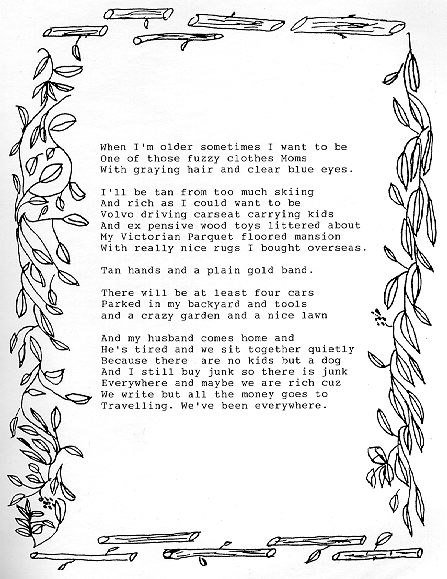 When I'm older sometimes I want to be
One of those fuzzy clothes Moms
With graying hair and clear blue eyes.
I'll be tan from too much skiing
And rich as I could want to be
Volvo driving carseat carrying kids
And ex pensive wood toys littered about
My Victorian Parquet floored mansion
With really nice rugs I bought overseas.
Tan hands and a plain gold band.
There will be at least four cars
Parked in my backyard and tools
and a crazy garden and a nice lawn
And my husband comes home and
He's tired and we sit together quietly
Because there  are no kids but a dog
And I still buy junk so there is junk
Everywhere and maybe we are rich cuz
We write but all the money goes to
Travelling. We've been everywhere.